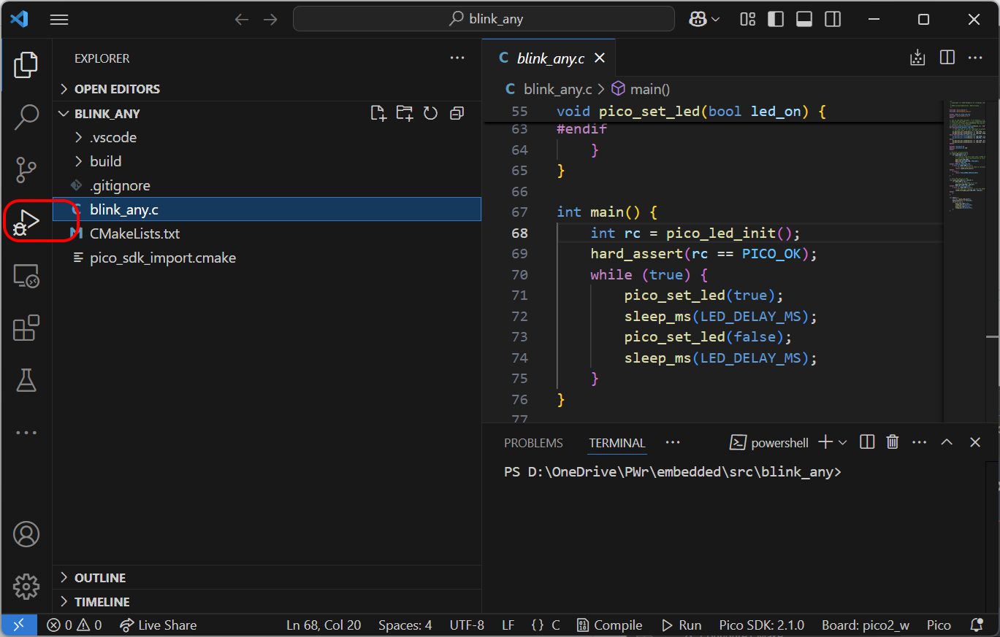 blink_any
EXPLORER
OPEN EDITORS
BLINK_ANY
.vscode
build
.gitignore
C blink_any.c
M CMakeLists.txt
pico_sdk_import.cmake
OUTLINE
TIMELINE
C blink_any.c
C blink_any.c > main()
55 void pico_set_led(bool led_on) {
63 #endif
64 }
65 }
66
67 int main() {
68 int rc = pico_led_init();
69 hard_assert(rc == PICO_OK);
70 while (true) {
71 pico_set_led(true);
72 sleep_ms(LED_DELAY_MS);
73 pico_set_led(false);
74 sleep_ms(LED_DELAY_MS);
75 }
76 }
77
PROBLEMS TERMINAL ··· powershell
PS D:\OneDrive\PWr\embedded\src\blink_any>
0 0 Live Share Ln 68, Col 20 Spaces: 4 UTF-8 LF {} C Compile Run Pico SDK: 2.1.0 Board: pico2_w Pico